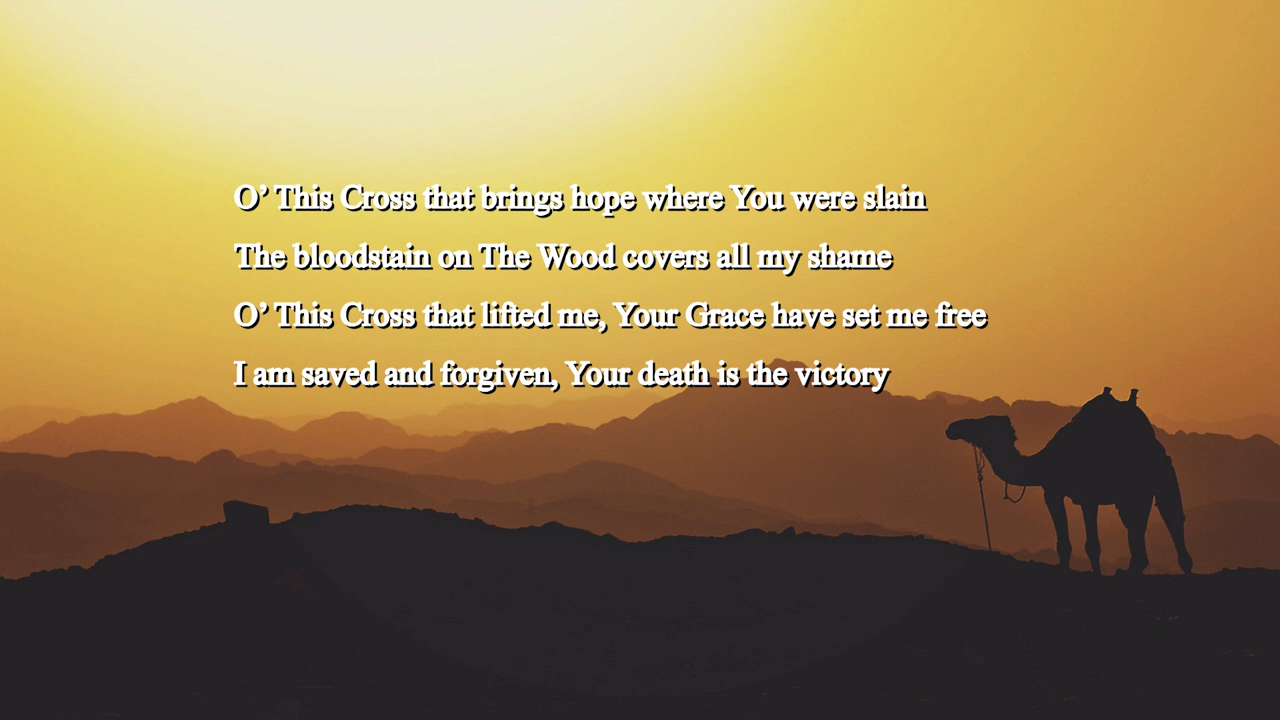 O’ This Cross that brings hope where You were slain
The bloodstain on The Wood covers all my shame
O’ This Cross that lifted me, Your Grace have set me free
I am saved and forgiven, Your death is the victory